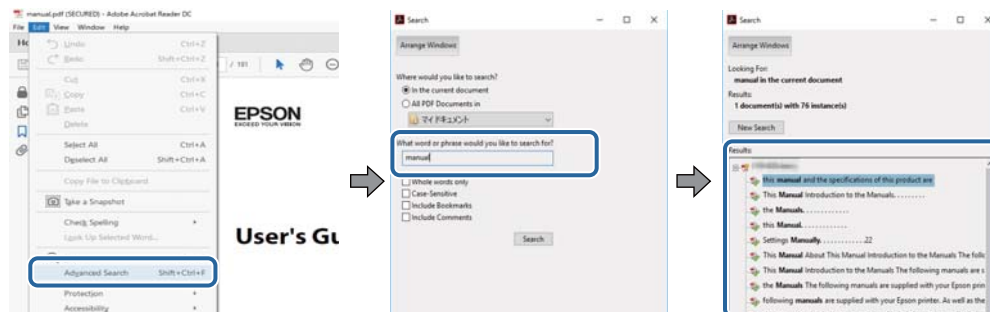 manual.pdf (SECURED) - Adobe Acrobat Reader DC
File Edit View Window Help
Undo Ctrl+Z
Redo Shift+Ctrl+Z
Cut Ctrl+X
Copy Ctrl+C
Paste Ctrl+V
Delete
Select All Ctrl+A
Deselect All Shift+Ctrl+A
Copy File to Clipboard
Take a Snapshot
Check Spelling
Look Up Selected Word...
Advanced Search Shift+Ctrl+F
Protection
Accessibility
/ 191
EPSON
EXCEED YOUR VISION
User's Gu
Search
Arrange Windows
Where would you like to search?
In the current document
All PDF Documents in
マイ ドキュメント
What word or phrase would you like to search for?
manual
Whole words only
Case-Sensitive
Include Bookmarks
Include Comments
Search
Search
Arrange Windows
Looking For:
manual in the current document
Results:
1 document(s) with 76 instance(s)
New Search
Results:
this manual and the specifications of this product are
This Manual Introduction to the Manuals. . . . . . . .
the Manuals. . . . . . . . . . . .
this Manual. . . . . . . . . . . .
Settings Manually. . . . . . . . . . . .22
This Manual About This Manual Introduction to the Manuals The follo
This Manual Introduction to the Manuals The following manuals are s
the Manuals The following manuals are supplied with your Epson prin
following manuals are supplied with your Epson printer. As well as the